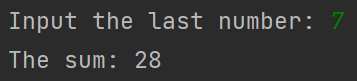 Input the last number: 7
The sum: 28